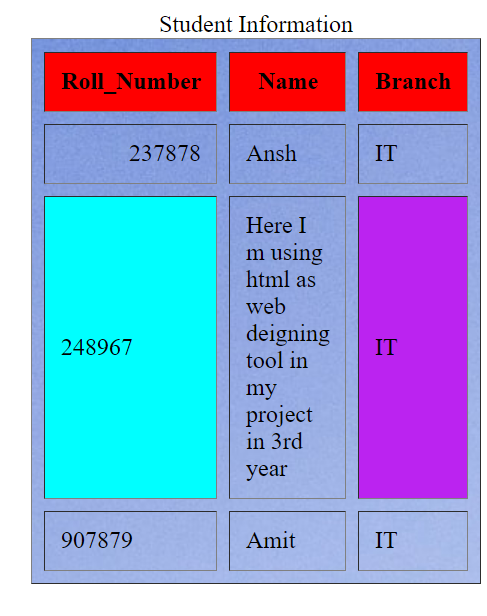 Student Information
Roll_Number Name Branch
237878 Ansh IT
Here I
m using
html as
web
deigning
248967 tool in IT
my
project
in 3rd
year
907879 Amit IT